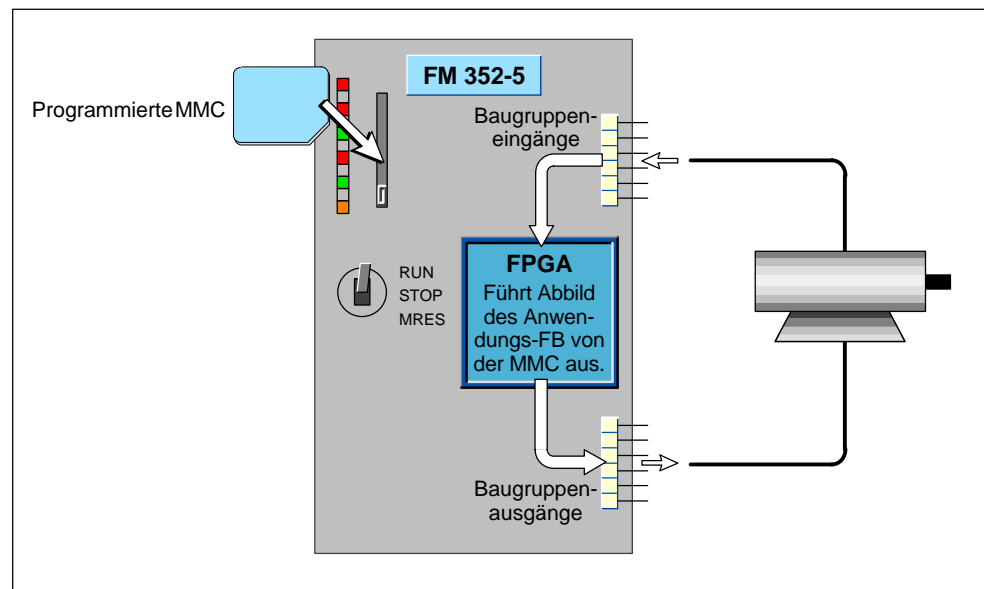 FM 352-5
Programmierte MMC
Baugruppen-
eingänge
FPGA
Führt Abbild
des Anwen-
dungs-FB von
der MMC aus.
RUN
STOP
MRES
Baugruppen-
ausgänge